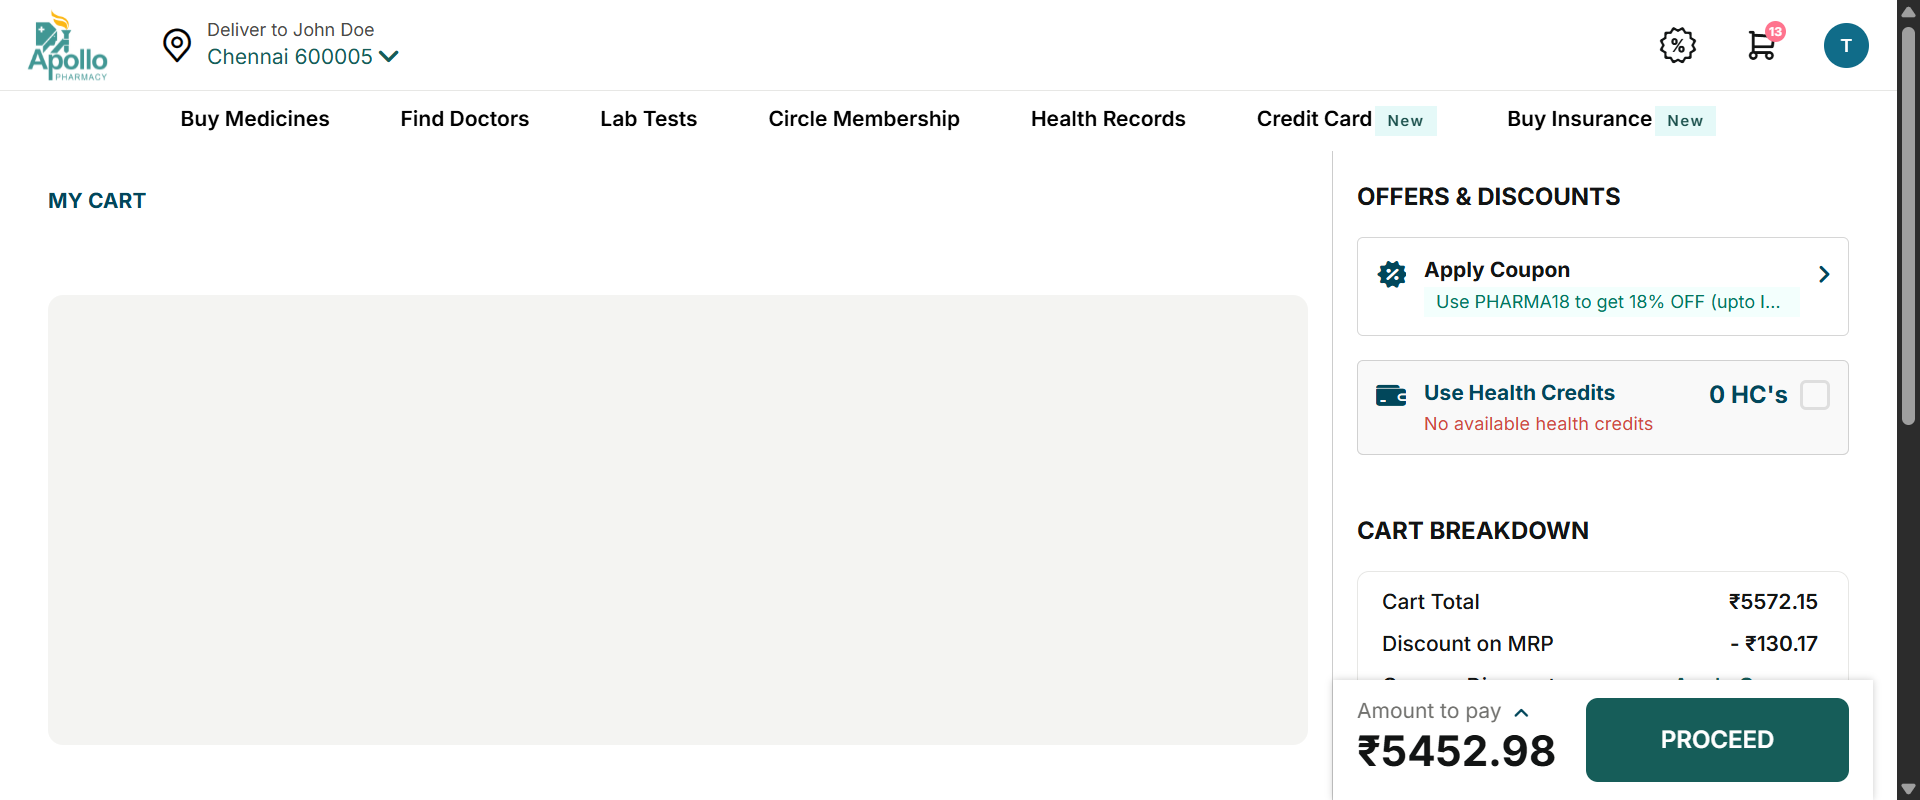 Apollo
PHARMACY
Deliver to John Doe
Chennai 600005
13
T
Buy Medicines
Find Doctors
Lab Tests
Circle Membership
Health Records
Credit Card New
Buy Insurance New
MY CART
OFFERS & DISCOUNTS
Apply Coupon
Use PHARMA18 to get 18% OFF (upto I...
Use Health Credits
0 HC's
No available health credits
CART BREAKDOWN
Cart Total ₹5572.15
Discount on MRP - ₹130.17
Amount to pay
₹5452.98
PROCEED